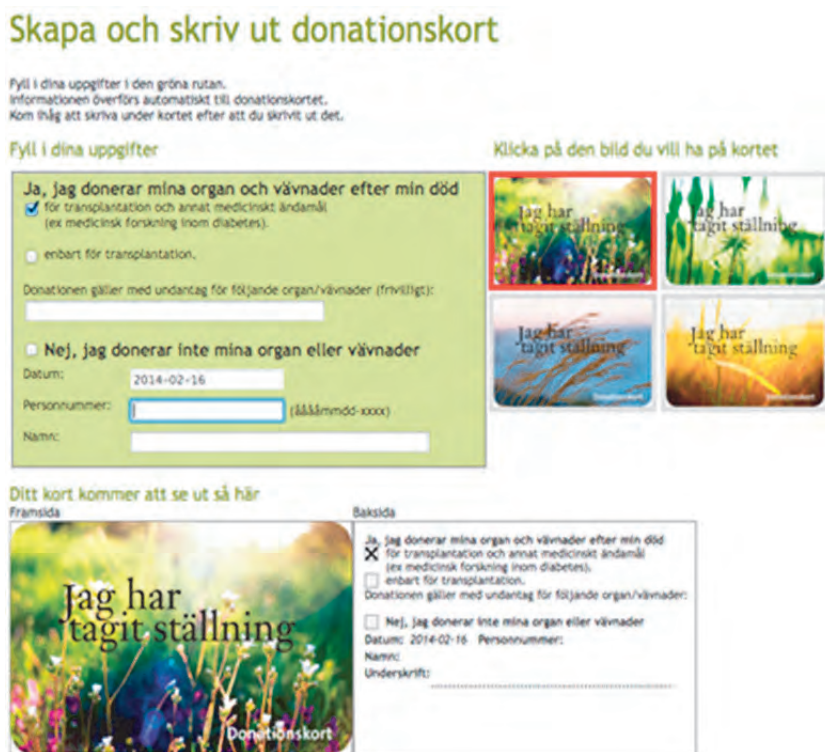 Skapa och skriv ut donationskort
Fyll i dina uppgifter i den gröna rutan.
Informationen överförs automatiskt till donationskortet.
Kom ihåg att skriva under kortet efter att du skrivit ut det.
Fyll i dina uppgifter
Ja, jag donerar mina organ och vävnader efter min död
för transplantation och annat medicinskt ändamål
(ex medicinsk forskning inom diabetes).
enbart för transplantation.
Donationen gäller med undantag för följande organ/vävnader (frivilligt):
Nej, jag donerar inte mina organ eller vävnader
Datum: 2014-02-16
Personnummer: (ååååmmdd-xxxx)
Namn:
Klicka på den bild du vill ha på kortet
Jag har
tagit ställning
Donationskort
Jag har
tagit ställning
Donationskort
Jag har
tagit ställning
Donationskort
Jag har
tagit ställning
Donationskort
Ditt kort kommer att se ut så här
Framsida
Jag har
tagit ställning
Donationskort
Baksida
Ja, jag donerar mina organ och vävnader efter min död
för transplantation och annat medicinskt ändamål
(ex medicinsk forskning inom diabetes).
enbart för transplantation.
Donationen gäller med undantag för följande organ/vävnader:
Nej, jag donerar inte mina organ eller vävnader
Datum: 2014-02-16 Personnummer:
Namn:
Underskrift: